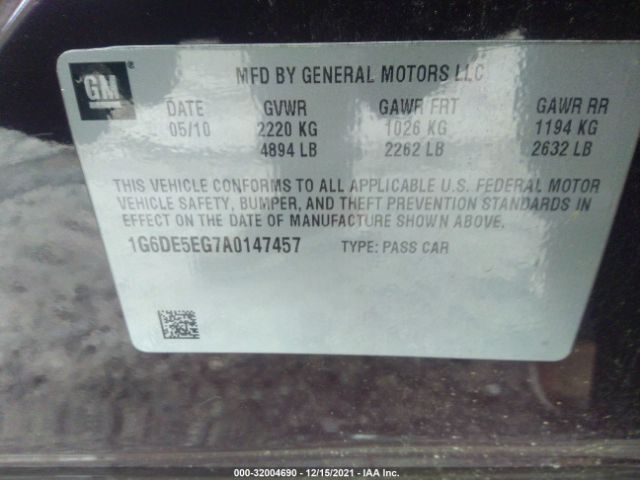 GM
MFD BY GENERAL MOTORS LLC
DATE GVWR GAWR FRT GAWR RR
05/10 2220 KG 1026 KG 1194 KG
4894 LB 2262 LB 2632 LB
THIS VEHICLE CONFORMS TO ALL APPLICABLE U.S. FEDERAL MOTOR
VEHICLE SAFETY, BUMPER, AND THEFT PREVENTION STANDARDS IN
EFFECT ON THE DATE OF MANUFACTURE SHOWN ABOVE.
1G6DE5EG7A0147457 TYPE: PASS CAR
000-32004690 - 12/15/2021 - IAA Inc.